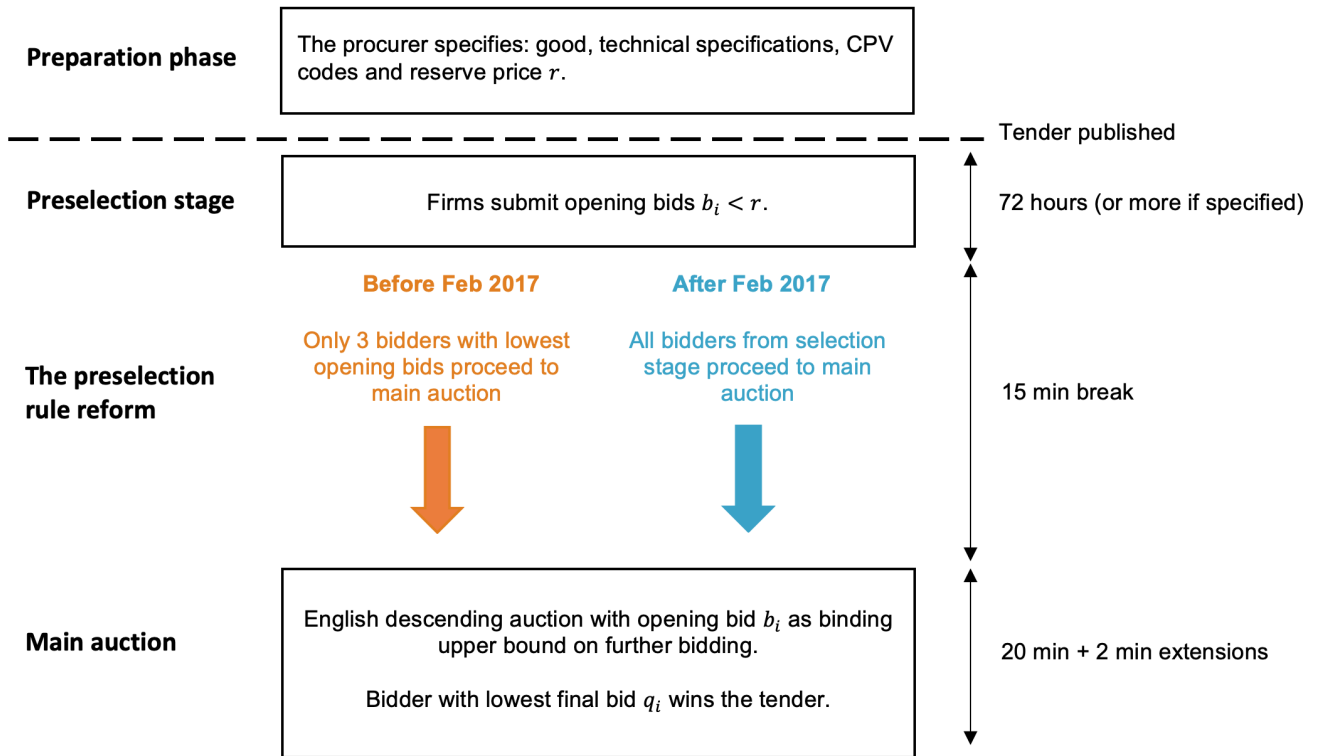 Preparation phase
The procurer specifies: good, technical specifications, CPV
codes and reserve price r.
Tender published
Preselection stage
Firms submit opening bids bᵢ < r.
72 hours (or more if specified)
Before Feb 2017
After Feb 2017
Only 3 bidders with lowest
opening bids proceed to
main auction
All bidders from selection
stage proceed to main
auction
The preselection
rule reform
15 min break
Main auction
English descending auction with opening bid bᵢ as binding
upper bound on further bidding.
Bidder with lowest final bid qᵢ wins the tender.
20 min + 2 min extensions